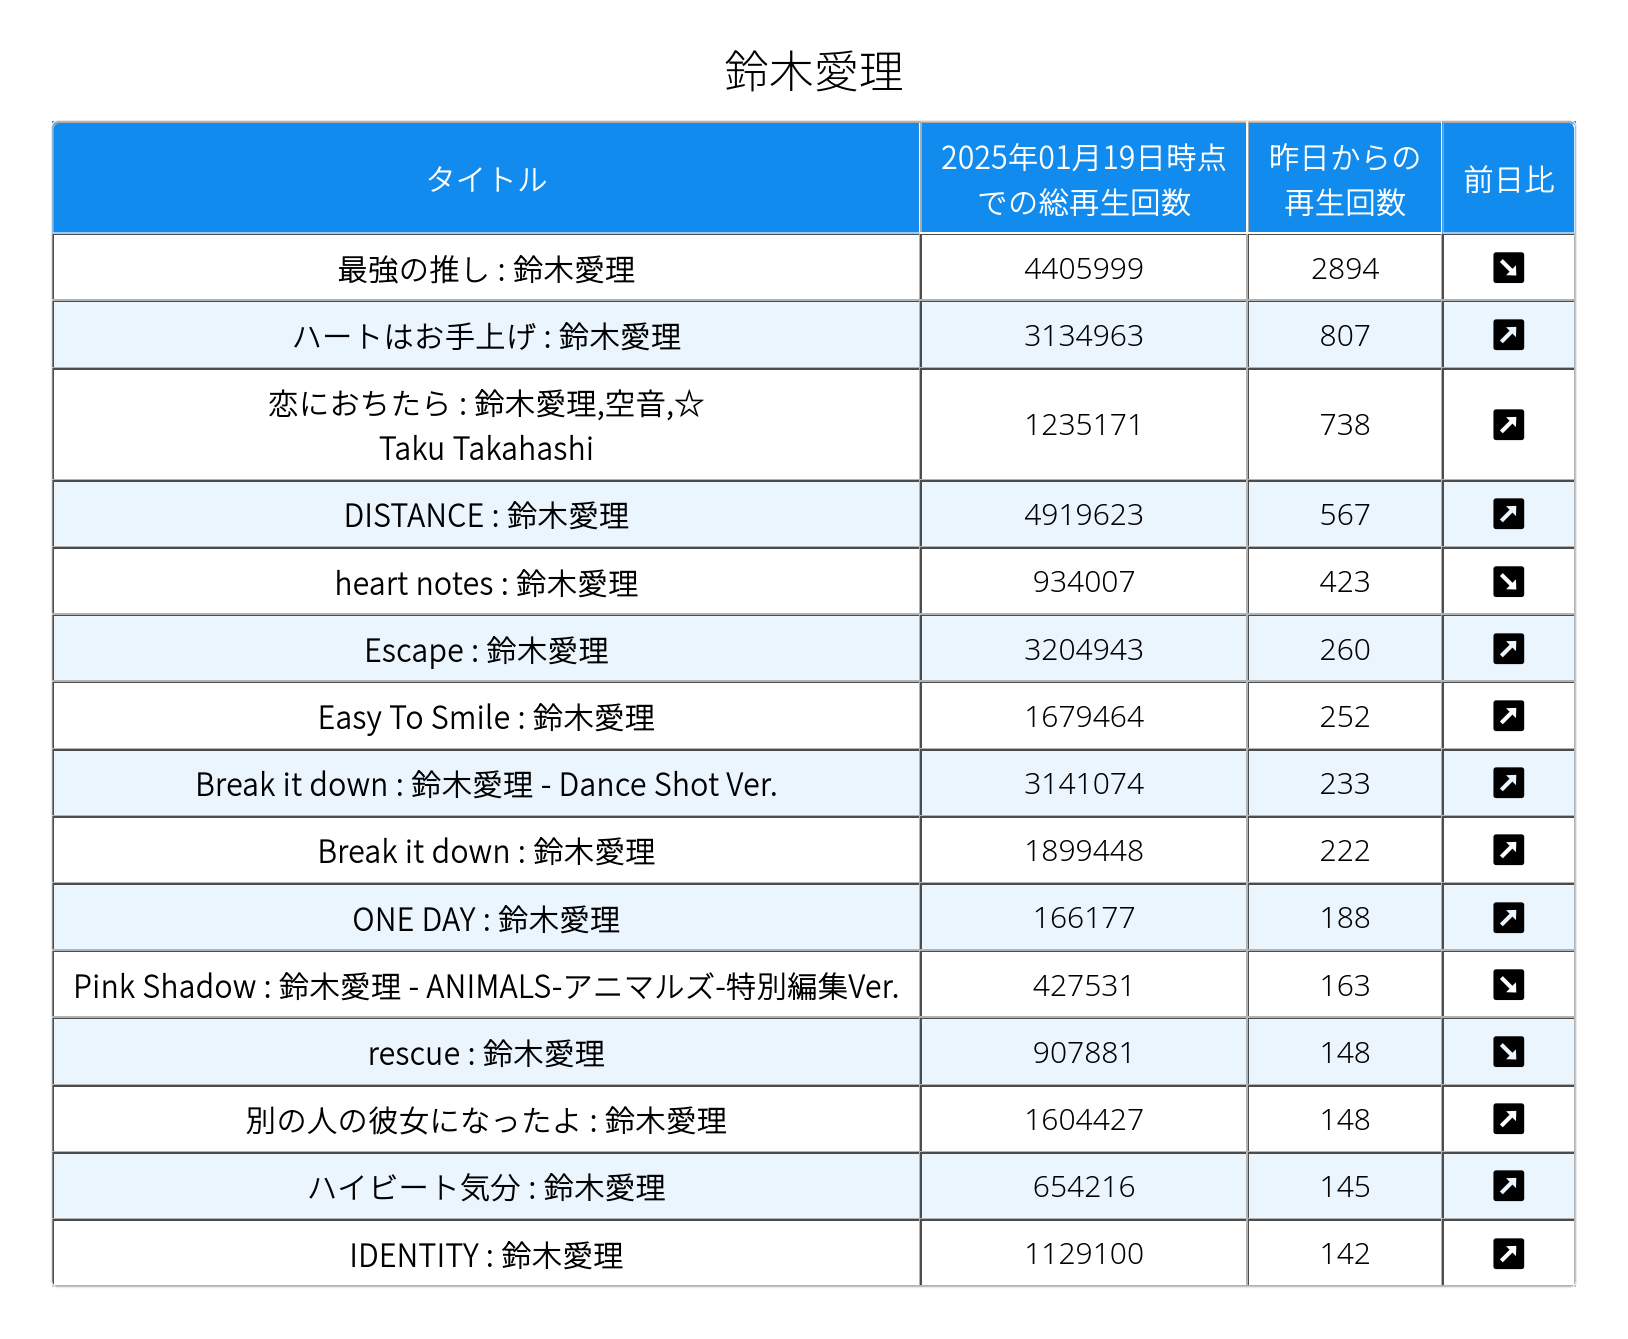 鈴木愛理
タイトル
2025年01月19日時点
での総再生回数
昨日からの
再生回数
前日比
最強の推し : 鈴木愛理 4405999 2894
ハートはお手上げ : 鈴木愛理 3134963 807
恋におちたら : 鈴木愛理,空音,☆
Taku Takahashi
1235171 738
DISTANCE : 鈴木愛理 4919623 567
heart notes : 鈴木愛理 934007 423
Escape : 鈴木愛理 3204943 260
Easy To Smile : 鈴木愛理 1679464 252
Break it down : 鈴木愛理 - Dance Shot Ver. 3141074 233
Break it down : 鈴木愛理 1899448 222
ONE DAY : 鈴木愛理 166177 188
Pink Shadow : 鈴木愛理 - ANIMALS-アニマルズ-特別編集Ver. 427531 163
rescue : 鈴木愛理 907881 148
別の人の彼女になったよ : 鈴木愛理 1604427 148
ハイビート気分 : 鈴木愛理 654216 145
IDENTITY : 鈴木愛理 1129100 142